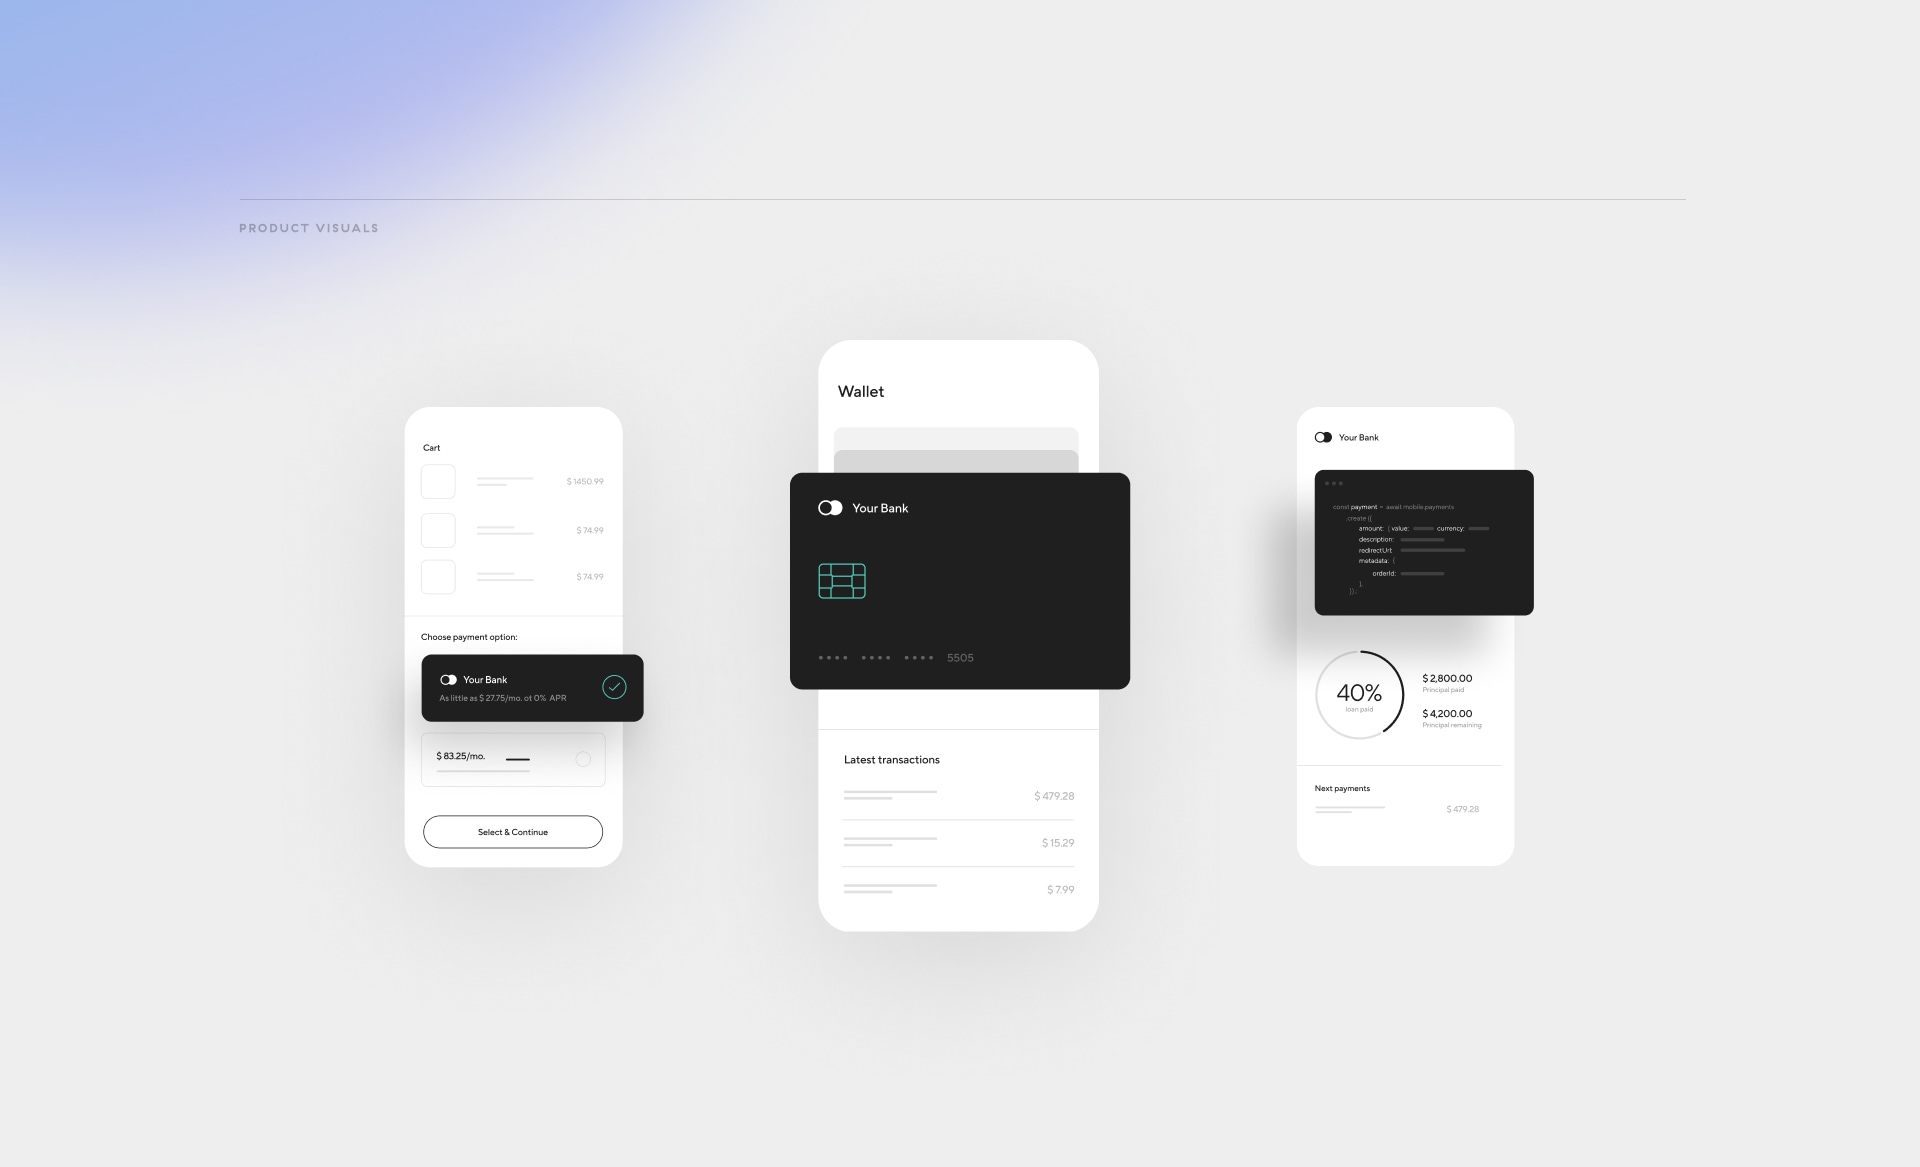 PRODUCT VISUALS
Cart
$ 1450.99
$ 74.99
$ 74.99
Choose payment option:
Your Bank
As little as $ 27.75/mo. ot 0% APR
$ 83.25/mo.
Select & Continue
Wallet
Your Bank
•••• •••• •••• 5505
Latest transactions
$ 479.28
$ 15.29
$ 7.99
Your Bank
const payment = await mobile.payments
.create ({
amount: { value: currency:
description:
redirectUrl
metadata: {
orderId:
},
});
40%
loan paid
$ 2,800.00
Principal paid
$ 4,200.00
Principal remaining
Next payments
$ 479.28